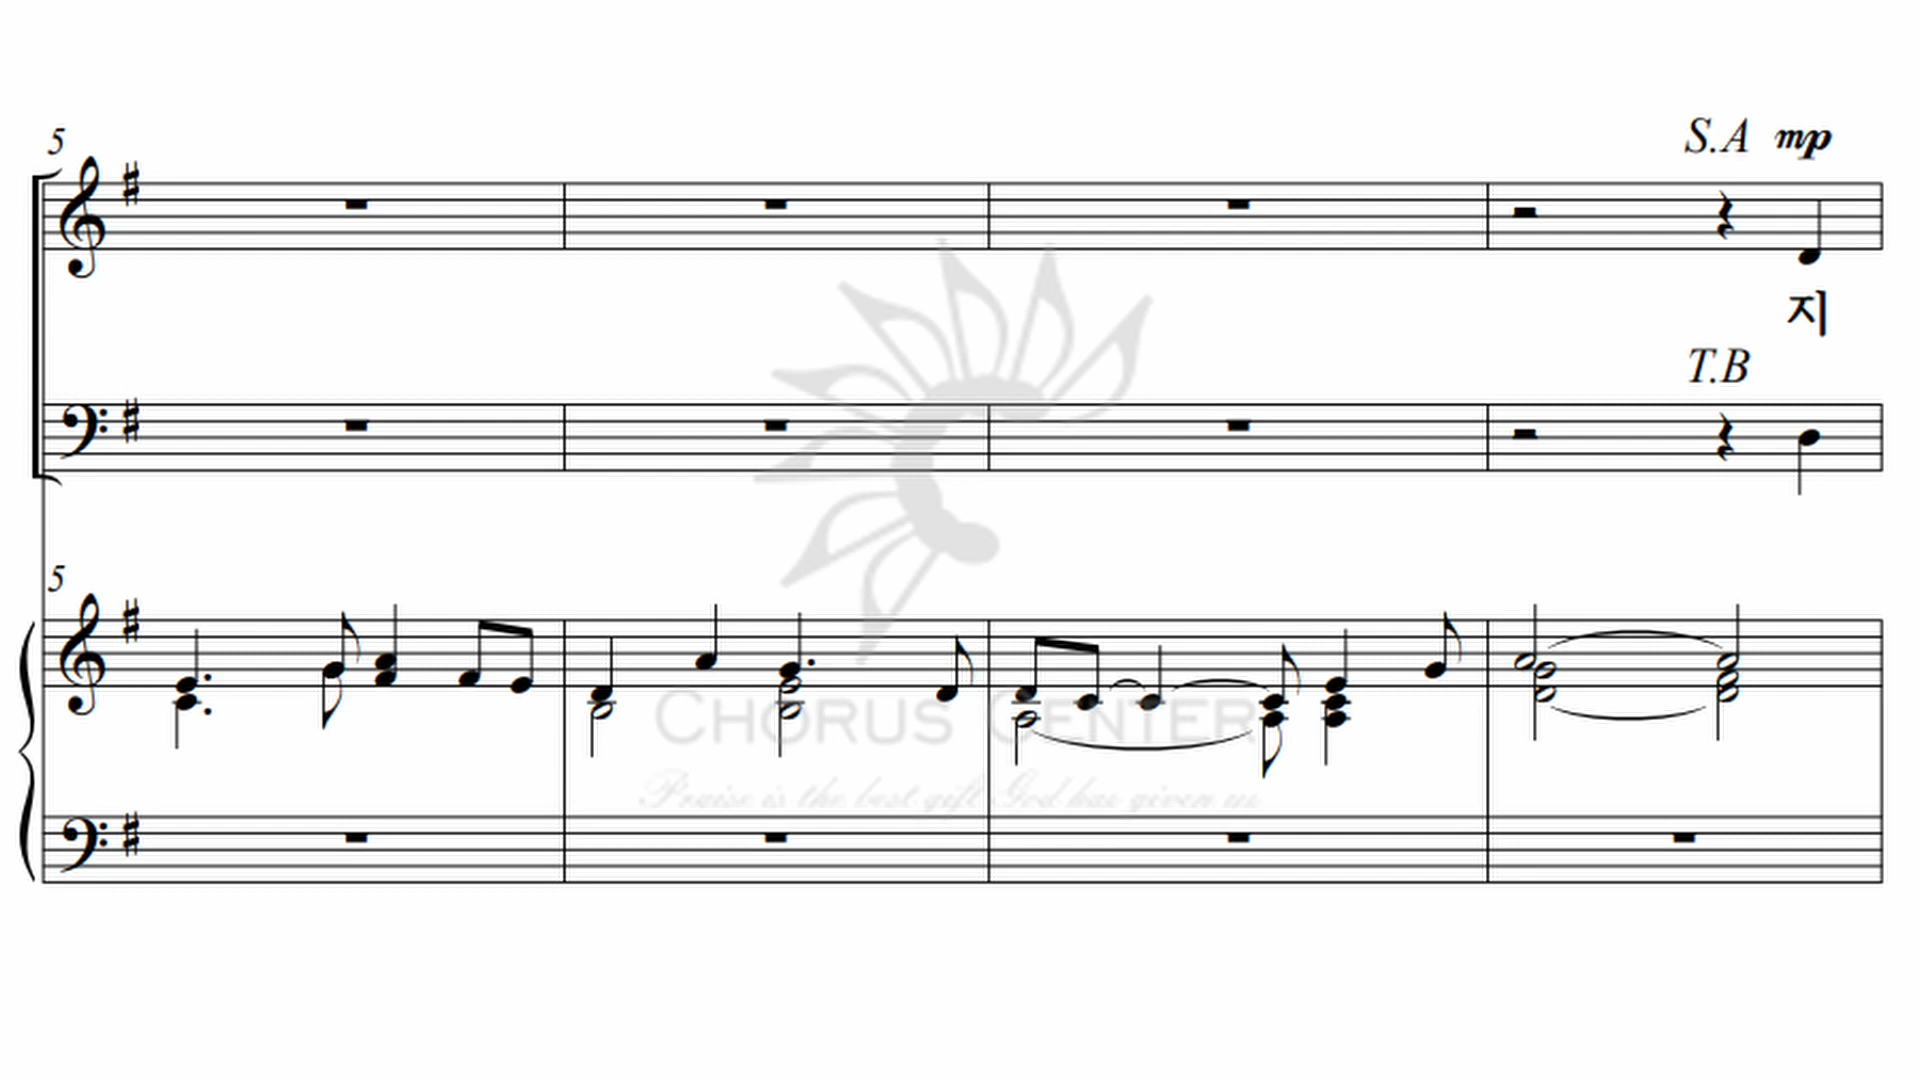 5
S.A mp
지
T.B
5
CHORUS CENTER
Praise is the best gift God has given us